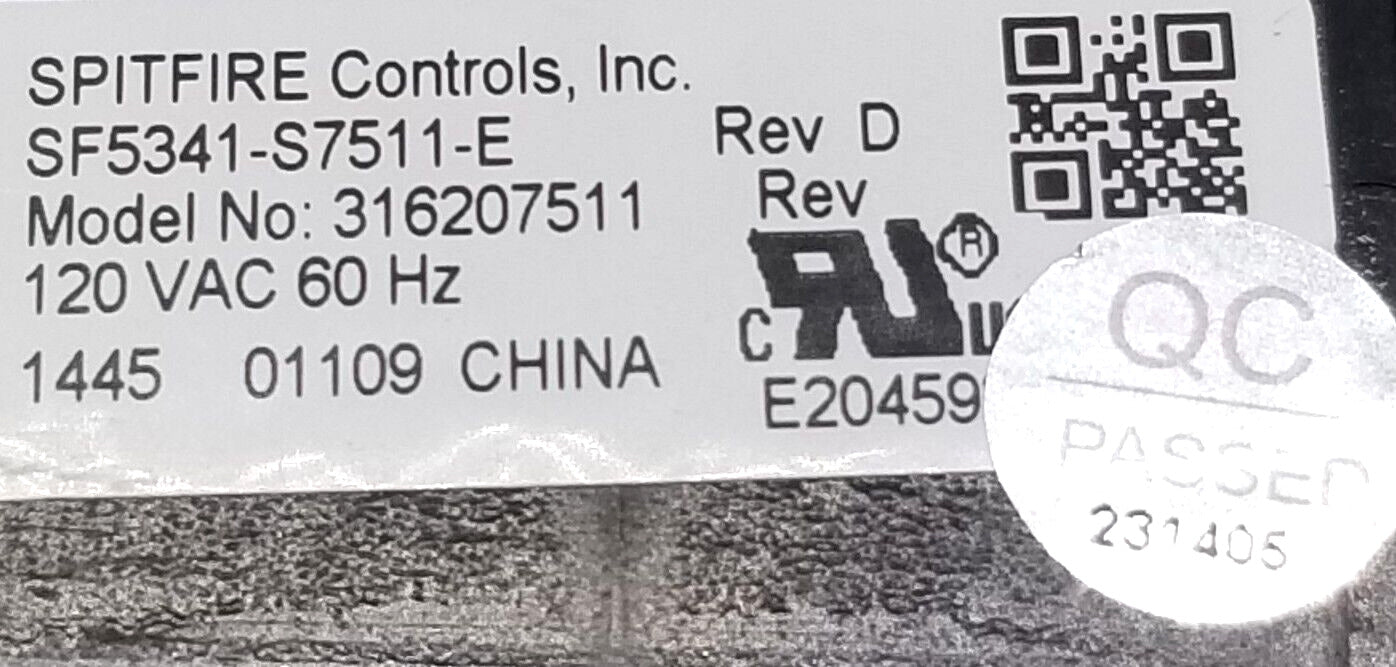 SPITFIRE Controls, Inc.
SF5341-S7511-E
Rev D
Model No: 316207511
Rev
120 VAC 60 Hz
C RU ® U
1445 01109 CHINA
QC
PASSED
231405